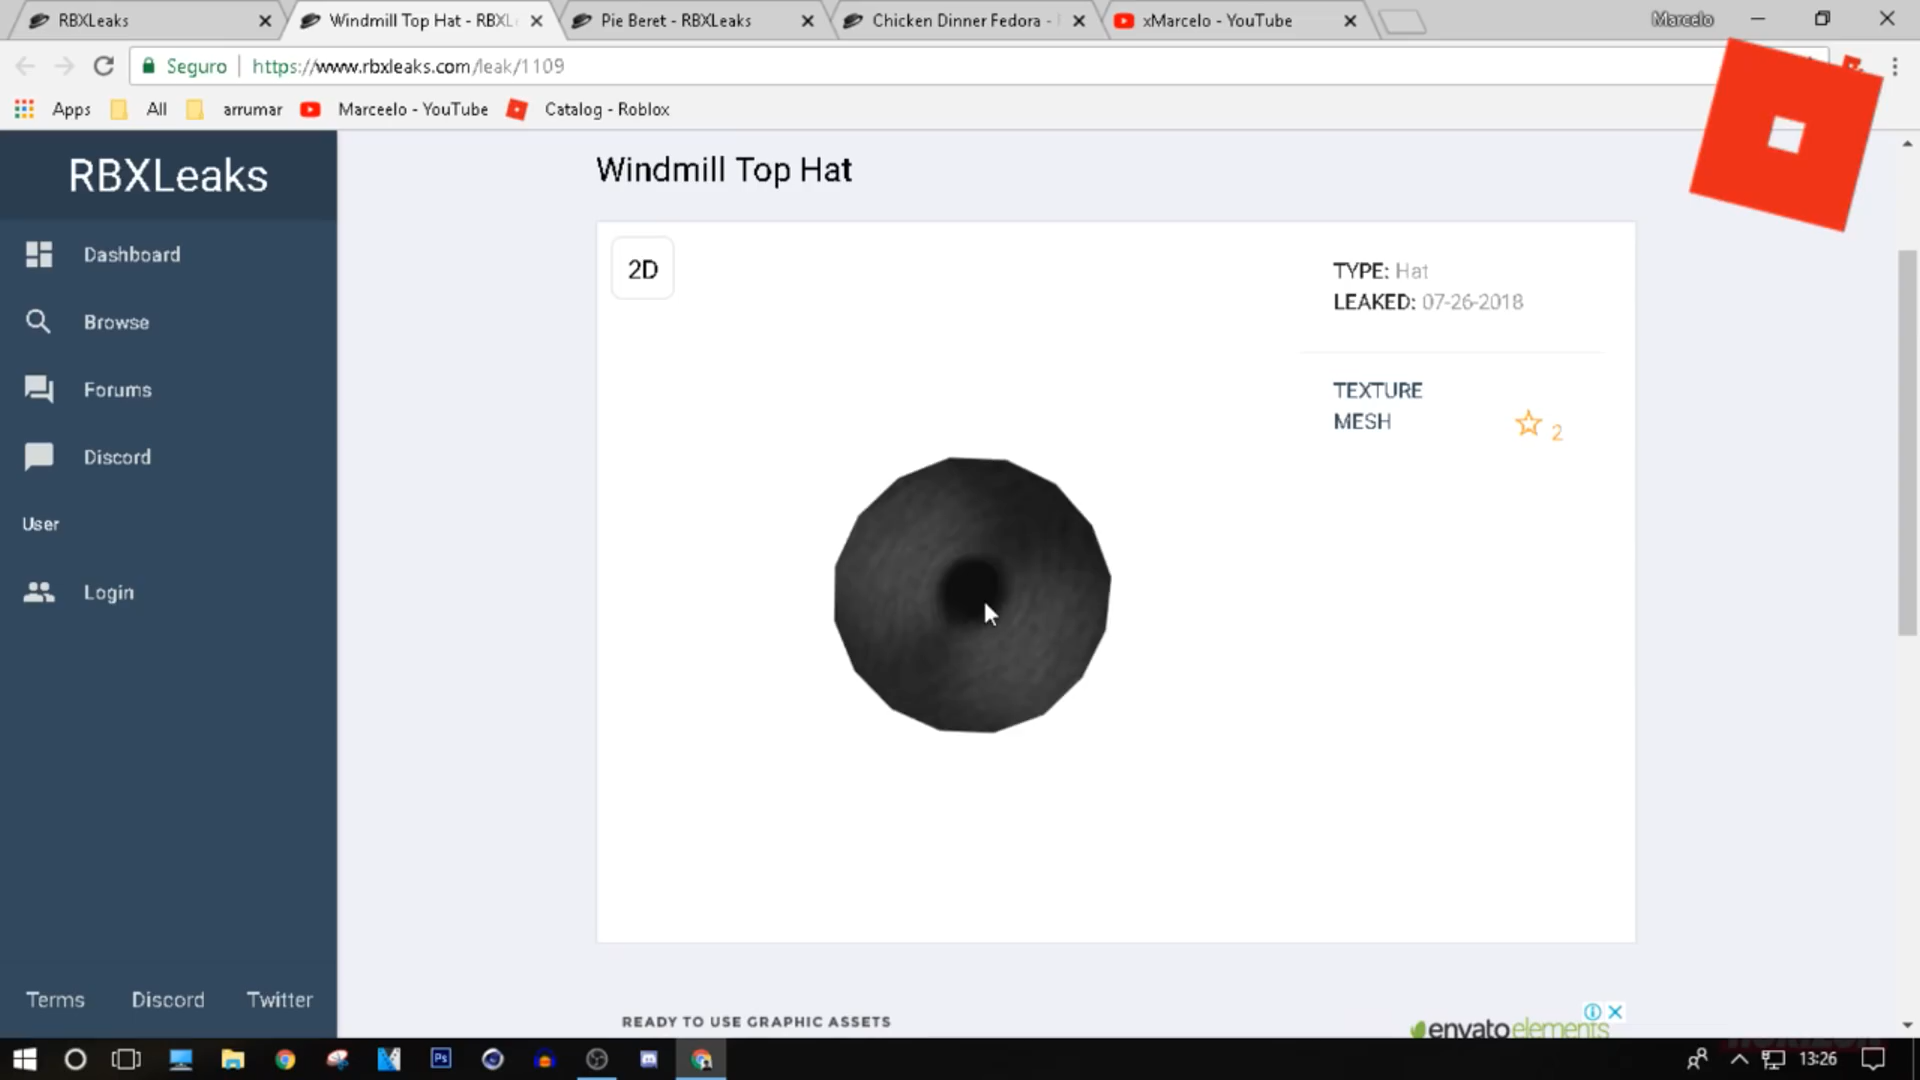 RBXLeaks
Windmill Top Hat - RBXL
Pie Beret - RBXLeaks
Chicken Dinner Fedora -
xMarcelo - YouTube
Marcelo
Seguro
https://www.rbxleaks.com/leak/1109
Apps
All
arrumar
Marceelo - YouTube
Catalog - Roblox
RBXLeaks
Dashboard
Browse
Forums
Discord
User
Login
Terms
Discord
Twitter
Windmill Top Hat
2D
TYPE: Hat
LEAKED: 07-26-2018
TEXTURE
MESH
2
READY TO USE GRAPHIC ASSETS
envatoelements
Ps
13:26